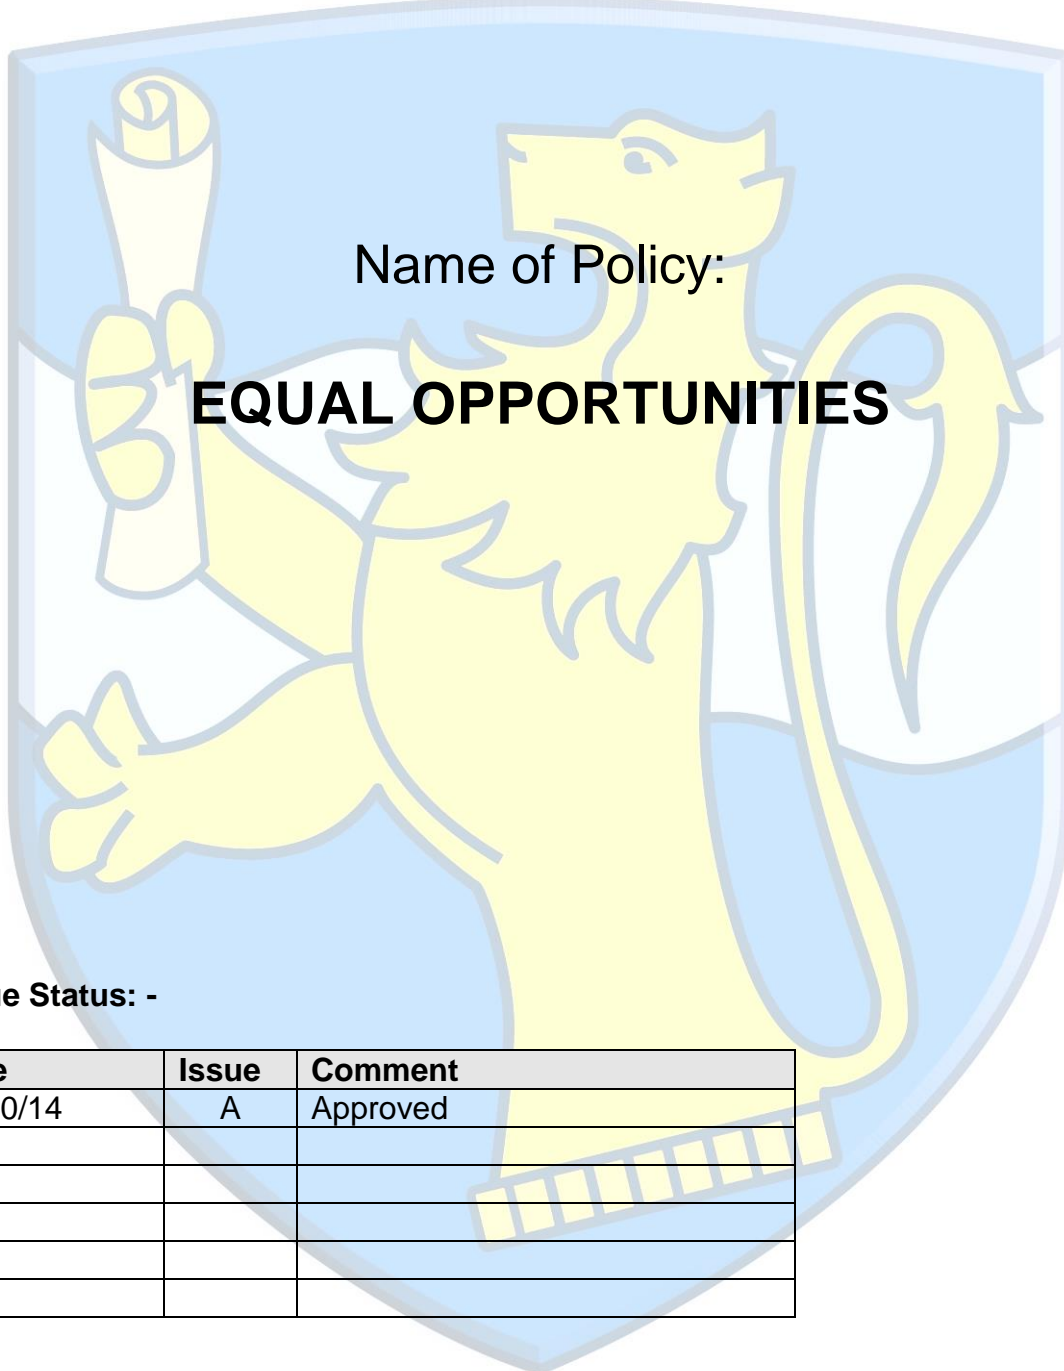 Name of Policy:
EQUAL OPPORTUNITIES
Status: -
Issue Comment
0/14 A Approved